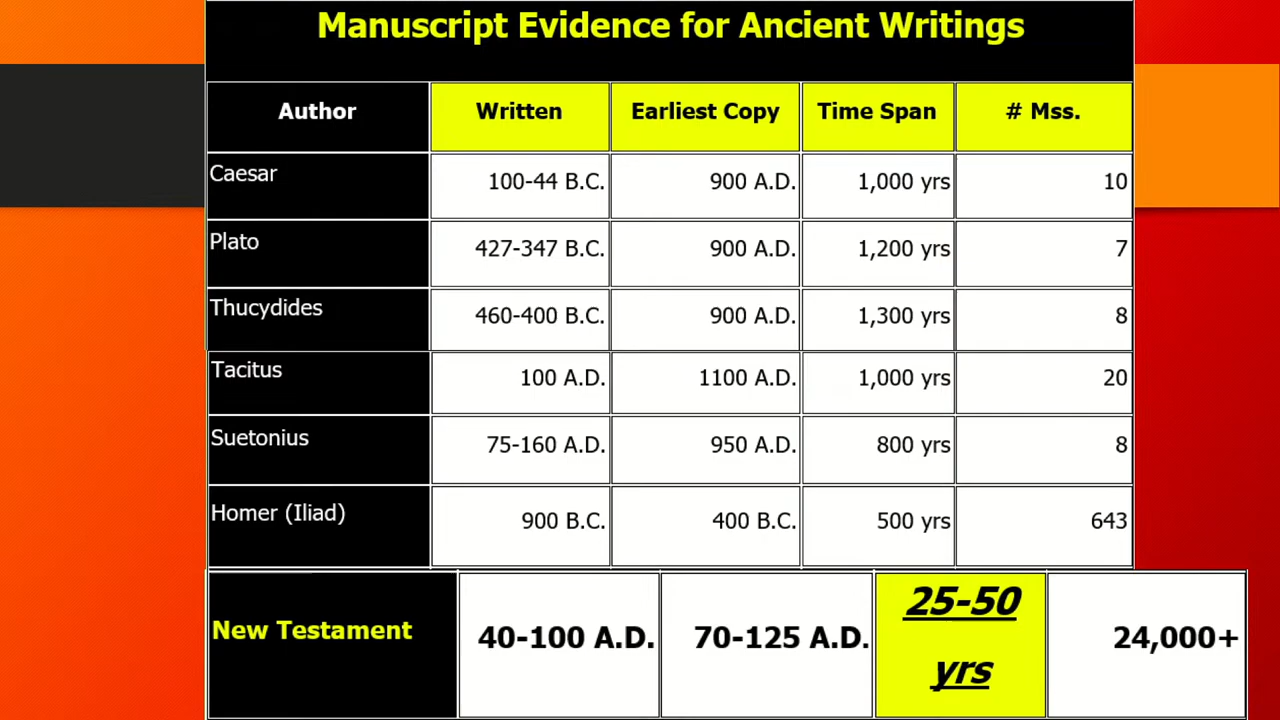 Manuscript Evidence for Ancient Writings
Author Written Earliest Copy Time Span # Mss.
Caesar 100-44 B.C. 900 A.D. 1,000 yrs 10
Plato 427-347 B.C. 900 A.D. 1,200 yrs 7
Thucydides 460-400 B.C. 900 A.D. 1,300 yrs 8
Tacitus 100 A.D. 1100 A.D. 1,000 yrs 20
Suetonius 75-160 A.D. 950 A.D. 800 yrs 8
Homer (Iliad) 900 B.C. 400 B.C. 500 yrs 643
New Testament 40-100 A.D. 70-125 A.D. 25-50 yrs 24,000+